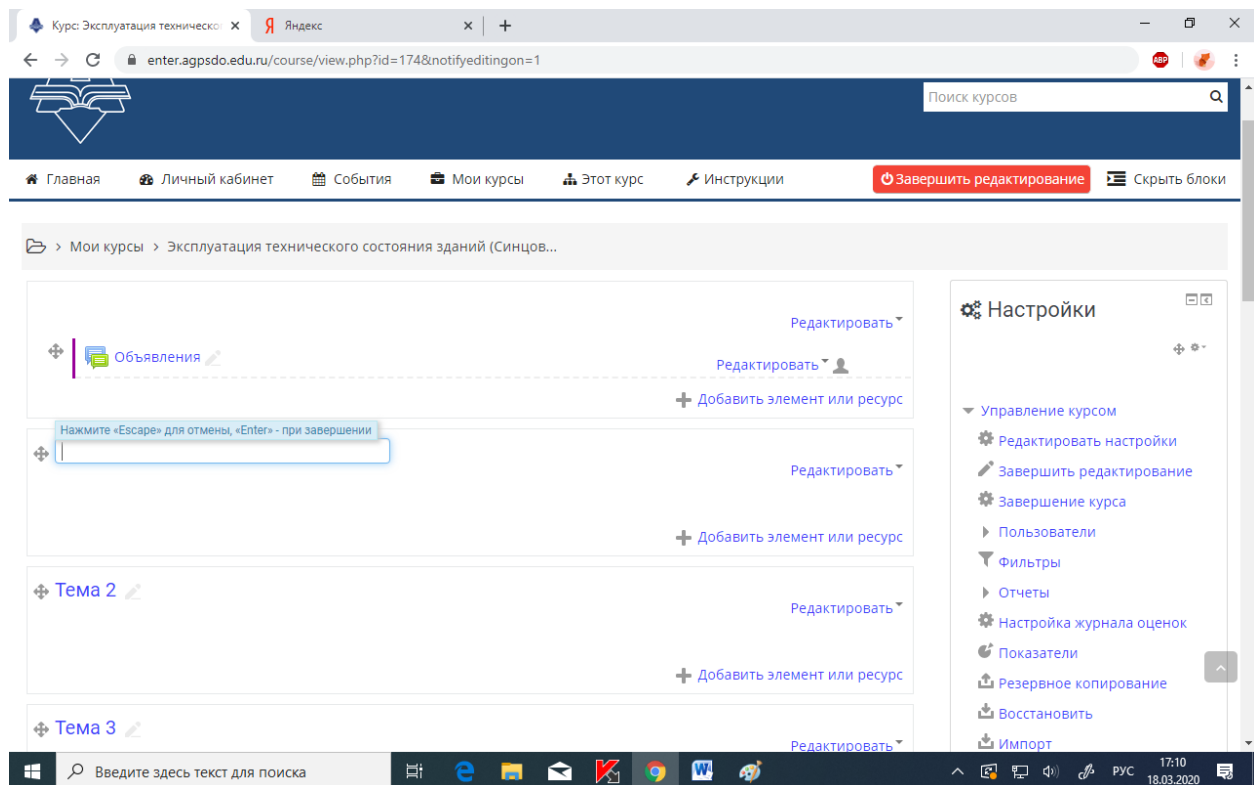 Курс: Эксплуатация техническо
Яндекс
enter.agpsdo.edu.ru/course/view.php?id=174&notifyeditingon=1
ABP
Поиск курсов
Главная Личный кабинет События Мои курсы Этот курс Инструкции Завершить редактирование Скрыть блоки
> Мои курсы > Эксплуатация технического состояния зданий (Синцов...
Редактировать
Объявления
Редактировать
Добавить элемент или ресурс
Нажмите «Escape» для отмены, «Enter» - при завершении
Редактировать
Добавить элемент или ресурс
Тема 2
Редактировать
Добавить элемент или ресурс
Тема 3
Редактировать
Настройки
Управление курсом
Редактировать настройки
Завершить редактирование
Завершение курса
Пользователи
Фильтры
Отчеты
Настройка журнала оценок
Показатели
Резервное копирование
Восстановить
Импорт
Введите здесь текст для поиска
РУС
17:10
18.03.2020